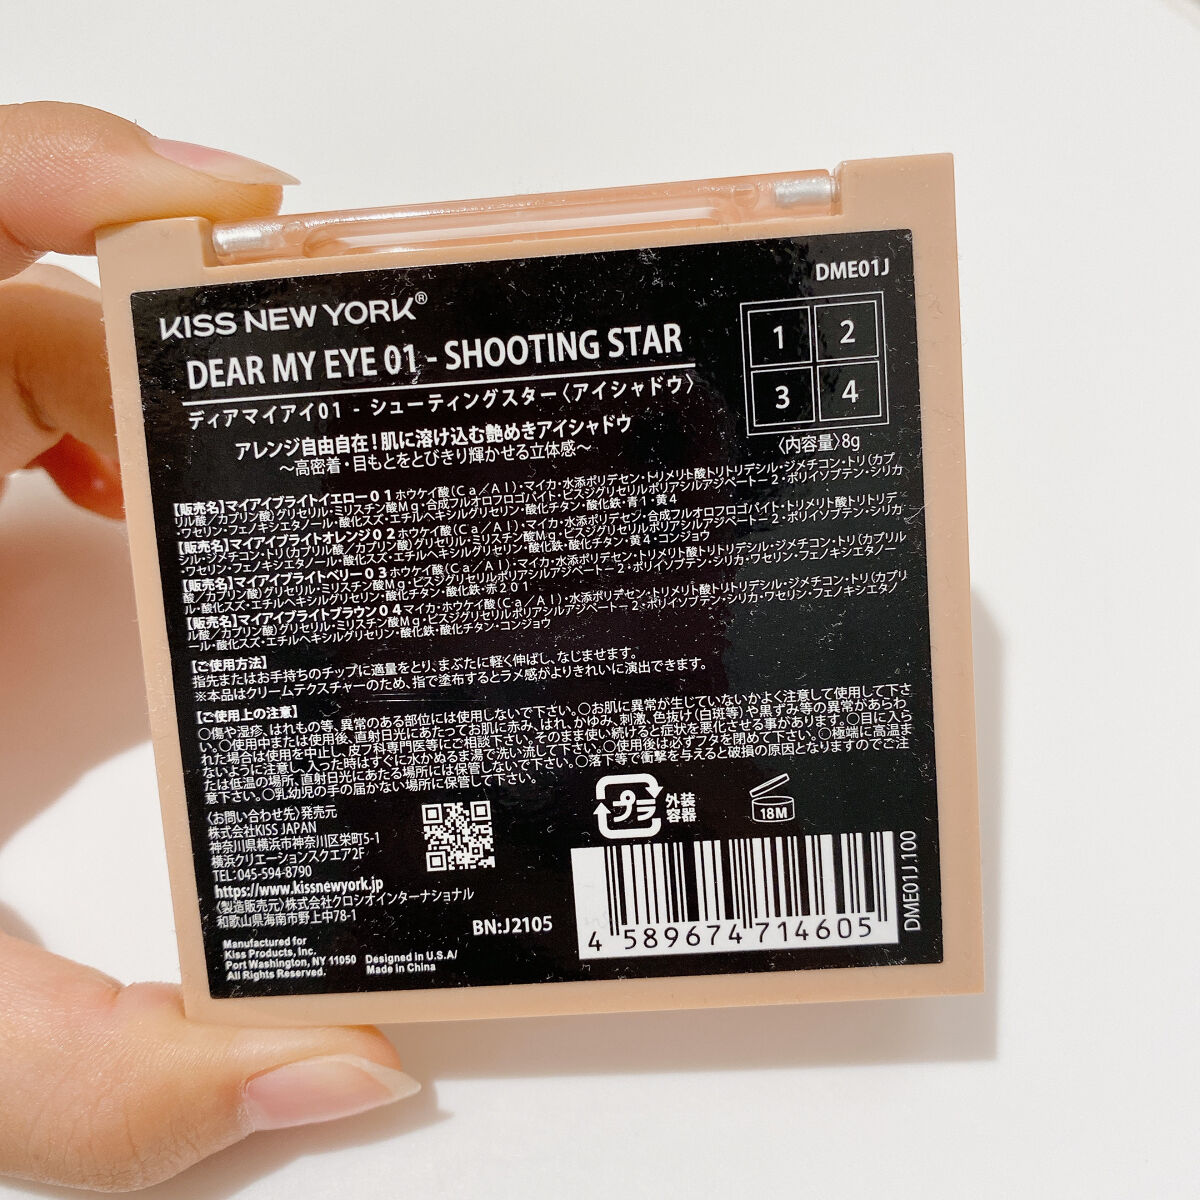 KISS NEW YORK®
DEAR MY EYE 01 - SHOOTING STAR
ディアマイアイ01 - シューティングスター〈アイシャドウ〉
アレンジ自由自在！肌に溶け込む艶めきアイシャドウ
～高密着・目もとをとびきり輝かせる立体感～
DME01J
1 2
3 4
〈内容量〉8g
【販売名】マイアイブライトイエロー０１ホウケイ酸（Ｃａ／Ａｌ）・マイカ・水添ポリデセン・トリメリト酸トリトリデシル・ジメチコン・トリ（カプ
リル酸／カプリン酸）グリセリル・ミリスチン酸Ｍｇ・合成フルオロフロゴパイト・ビスジグリセリルポリアシルアジペート－２・ポリイソブテン・シリカ
・ワセリン・フェノキシエタノール・酸化スズ・エチルヘキシルグリセリン・酸化チタン・酸化鉄・青１・黄４
【販売名】マイアイブライトオレンジ０２ホウケイ酸（Ｃａ／Ａｌ）・マイカ・水添ポリデセン・合成フルオロフロゴパイト・トリメリト酸トリトリデ
シル・ジメチコン・トリ（カプリル酸／カプリン酸）グリセリル・ミリスチン酸Ｍｇ・ビスジグリセリルポリアシルアジペート－２・ポリイソブテン・シリカ
・ワセリン・フェノキシエタノール・酸化スズ・エチルヘキシルグリセリン・酸化鉄・酸化チタン・黄４・コンジョウ
【販売名】マイアイブライトベリー０３ホウケイ酸（Ｃａ／Ａｌ）・マイカ・水添ポリデセン・トリメリト酸トリトリデシル・ジメチコン・トリ（カプリル
酸／カプリン酸）グリセリル・ミリスチン酸Ｍｇ・ビスジグリセリルポリアシルアジペート－２・ポリイソブテン・シリカ・ワセリン・フェノキシエタノー
ル・酸化スズ・エチルヘキシルグリセリン・酸化チタン・酸化鉄・赤２０１
【販売名】マイアイブライトブラウン０４マイカ・ホウケイ酸（Ｃａ／Ａｌ）・水添ポリデセン・トリメリト酸トリトリデシル・ジメチコン・トリ（カプリ
ル酸／カプリン酸）グリセリル・ミリスチン酸Ｍｇ・ビスジグリセリルポリアシルアジペート－２・ポリイソブテン・シリカ・ワセリン・フェノキシエタノ
ール・酸化スズ・エチルヘキシルグリセリン・酸化鉄・酸化チタン・コンジョウ
【ご使用方法】
指先またはお手持ちのチップに適量をとり、まぶたに軽く伸ばし、なじませます。
※本品はクリームテクスチャーのため、指で塗布するとラメ感がよりきれいに演出できます。
【ご使用上の注意】
○傷や湿疹、はれもの等、異常のある部位には使用しないで下さい。○お肌に異常が生じていないかよく注意して使用して下さ
い。○使用中または使用後、直射日光にあたってお肌に赤み、はれ、かゆみ、刺激、色抜け（白斑等）や黒ずみ等の異常があらわ
れた場合は使用を中止し、皮フ科専門医等にご相談下さい。そのまま使い続けると症状を悪化させる事があります。○目に入ら
ないように注意し、入った時はすぐに水かぬるま湯で洗い流して下さい。○使用後は必ずフタを閉めて下さい。○極端に高温ま
たは低温の場所、直射日光にあたる場所には保管しないで下さい。○落下等で衝撃を与えると破損の原因となりますのでご注
意下さい。○乳幼児の手の届かない場所に保管して下さい。
〈お問い合わせ先〉発売元
株式会社KISS JAPAN
神奈川県横浜市神奈川区栄町5-1
横浜クリエーションスクエア2F
TEL：045-594-8790
https://www.kissnewyork.jp
〈製造販売元〉株式会社クロシオインターナショナル
和歌山県海南市野上中78-1
Manufactured for
Kiss Products, Inc.
Port Washington, NY 11050
All Rights Reserved.
Designed in U.S.A/
Made in China
BN:J2105
プラ
外装
容器
18M
4 589674 714605
DME01J.100